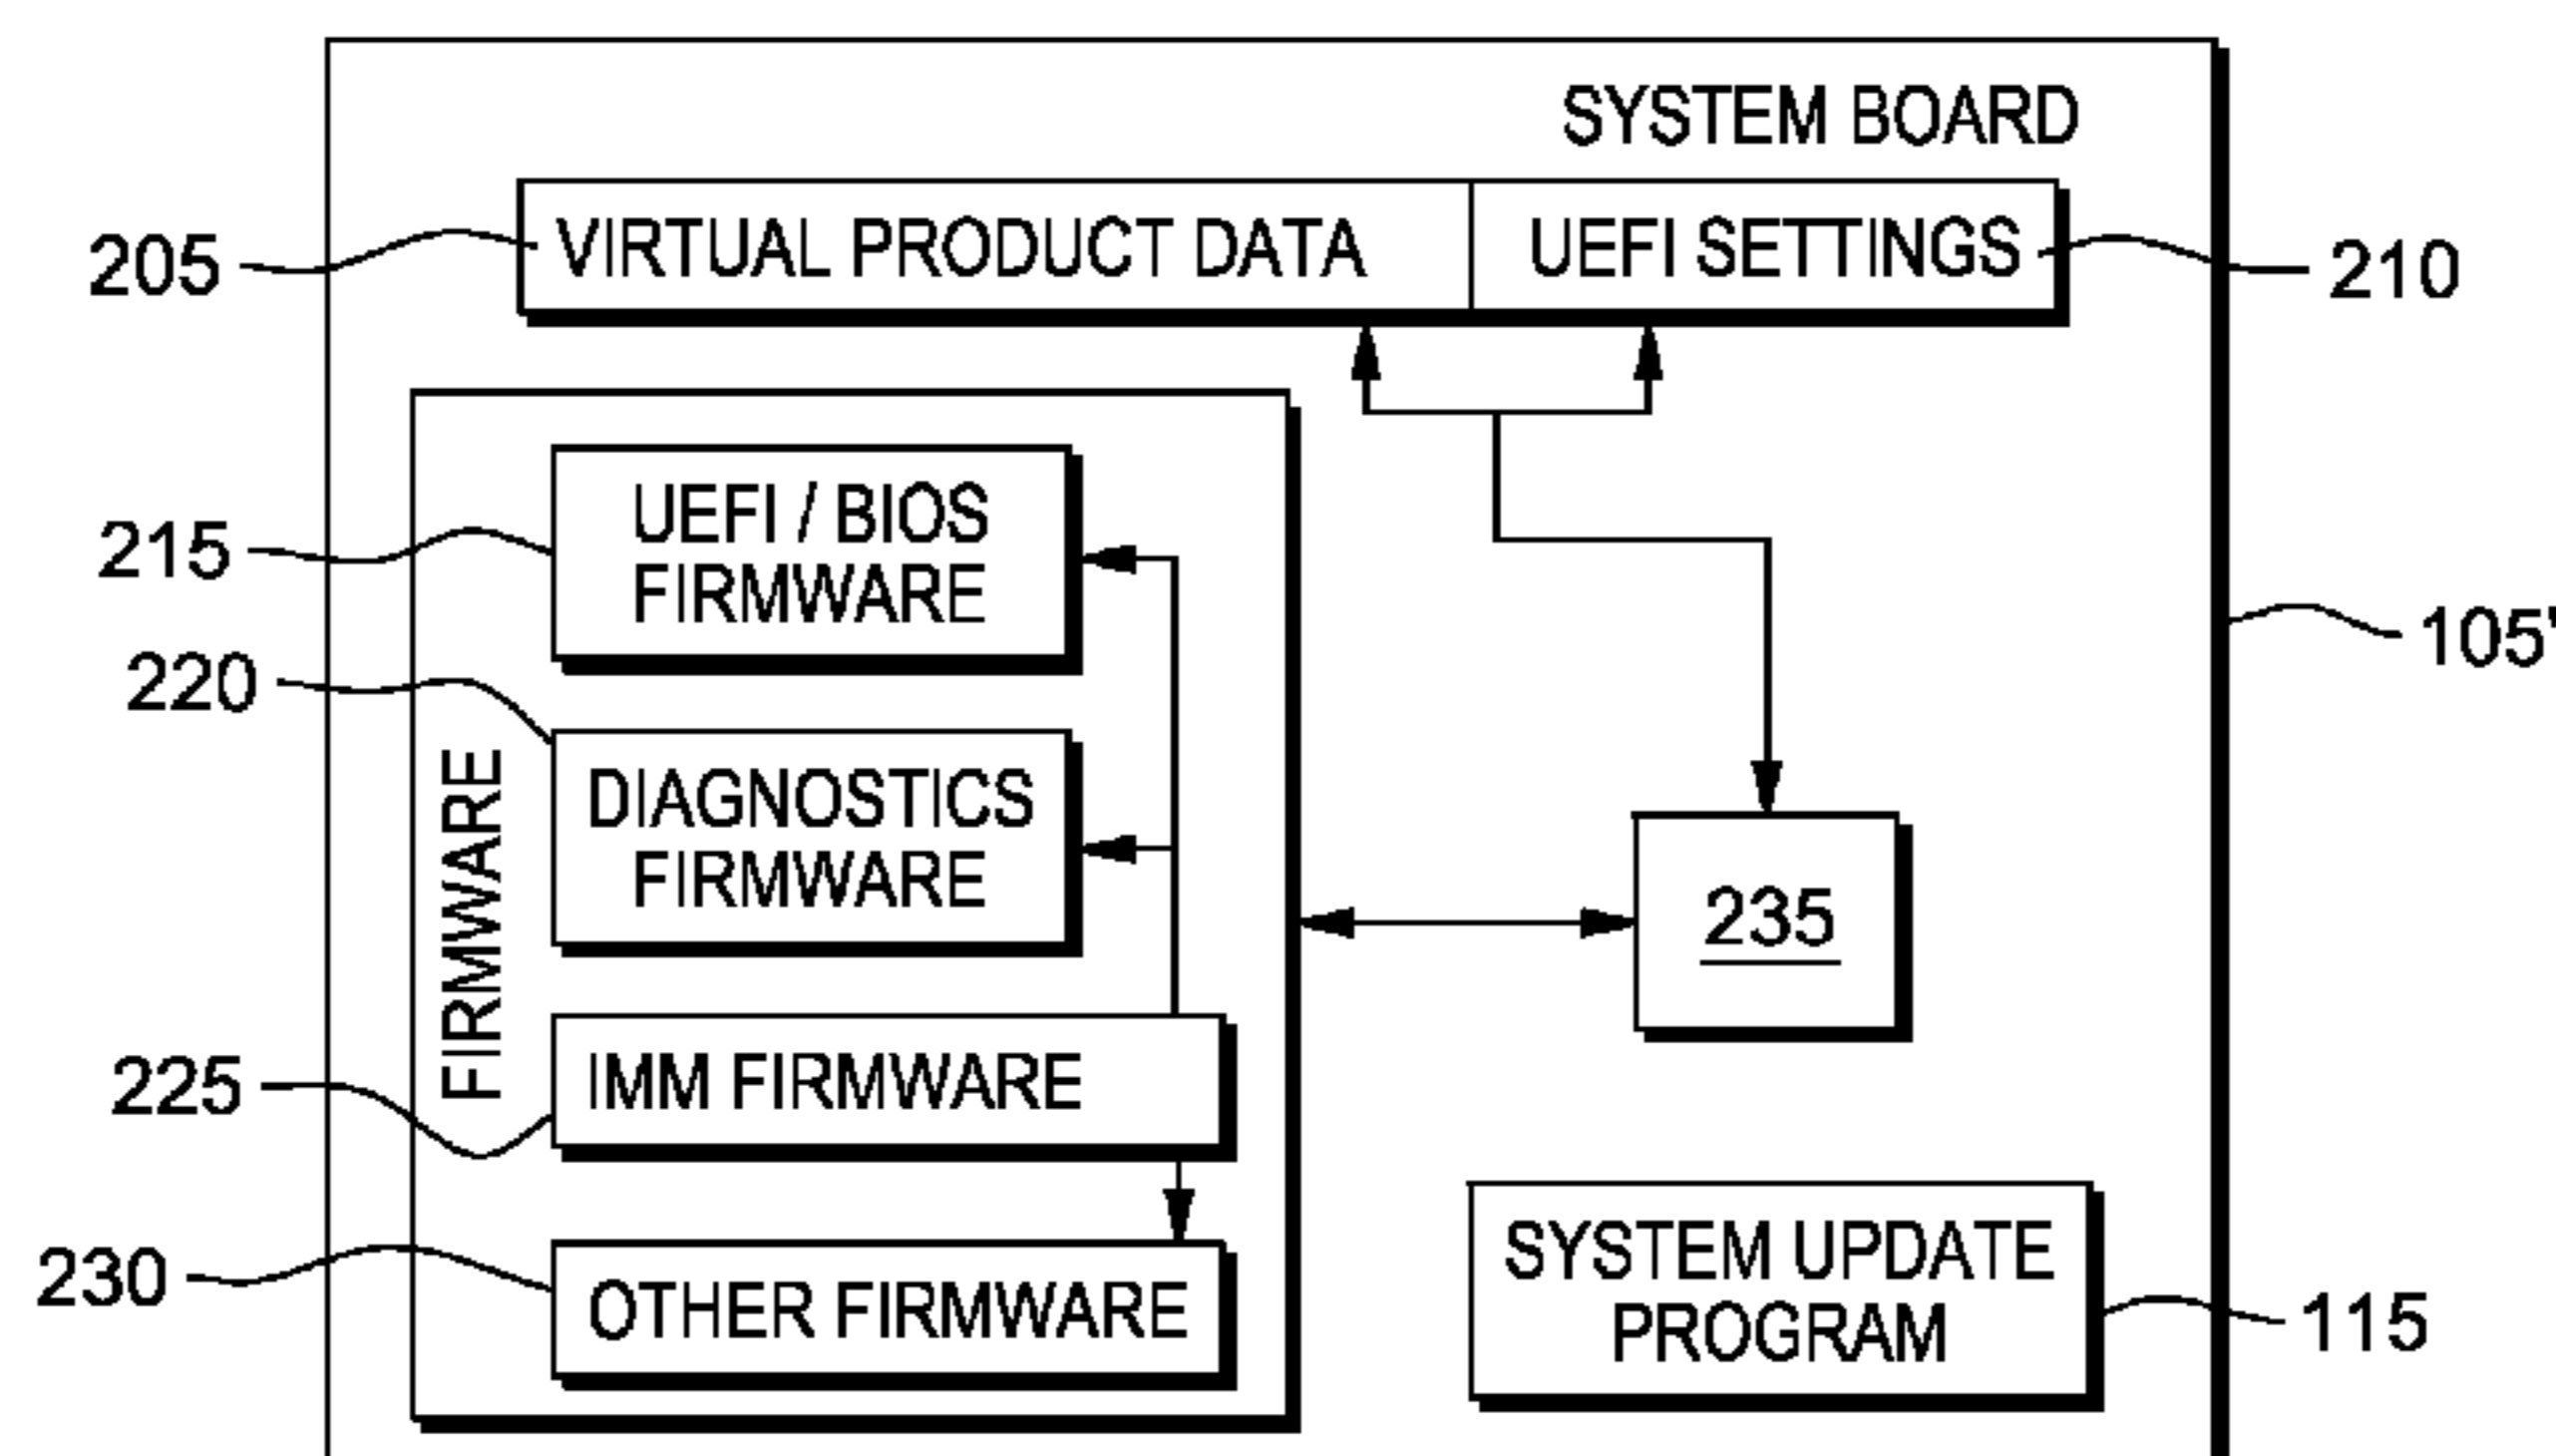 SYSTEM BOARD
205
VIRTUAL PRODUCT DATA
UEFI SETTINGS
210
215
UEFI / BIOS
FIRMWARE
105'
220
DIAGNOSTICS
FIRMWARE
FIRMWARE
235
225
IMM FIRMWARE
230
OTHER FIRMWARE
SYSTEM UPDATE
PROGRAM
115